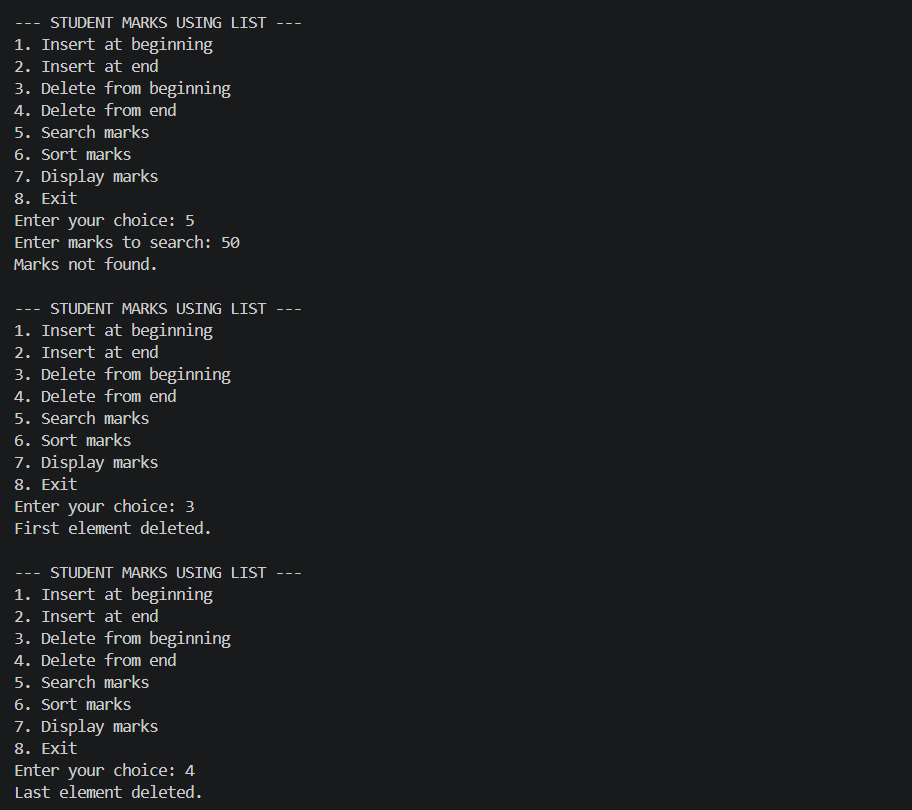 --- STUDENT MARKS USING LIST ---
1. Insert at beginning
2. Insert at end
3. Delete from beginning
4. Delete from end
5. Search marks
6. Sort marks
7. Display marks
8. Exit
Enter your choice: 5
Enter marks to search: 50
Marks not found.

--- STUDENT MARKS USING LIST ---
1. Insert at beginning
2. Insert at end
3. Delete from beginning
4. Delete from end
5. Search marks
6. Sort marks
7. Display marks
8. Exit
Enter your choice: 3
First element deleted.

--- STUDENT MARKS USING LIST ---
1. Insert at beginning
2. Insert at end
3. Delete from beginning
4. Delete from end
5. Search marks
6. Sort marks
7. Display marks
8. Exit
Enter your choice: 4
Last element deleted.